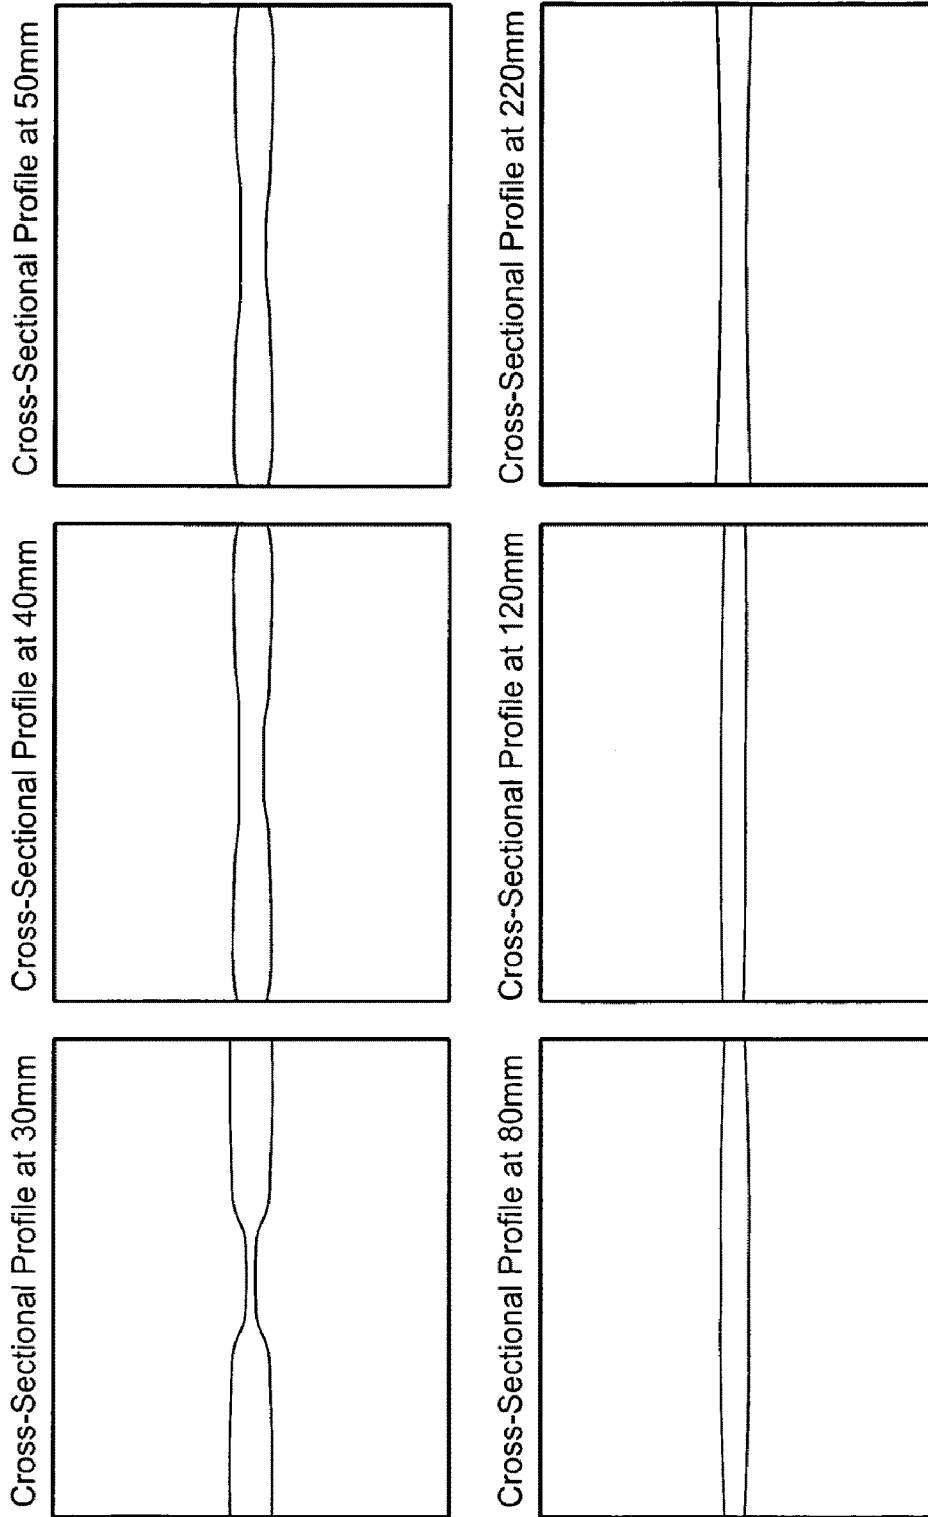 Cross-Sectional Profile at 30mm
Cross-Sectional Profile at 40mm
Cross-Sectional Profile at 50mm
Cross-Sectional Profile at 80mm
Cross-Sectional Profile at 120mm
Cross-Sectional Profile at 220mm